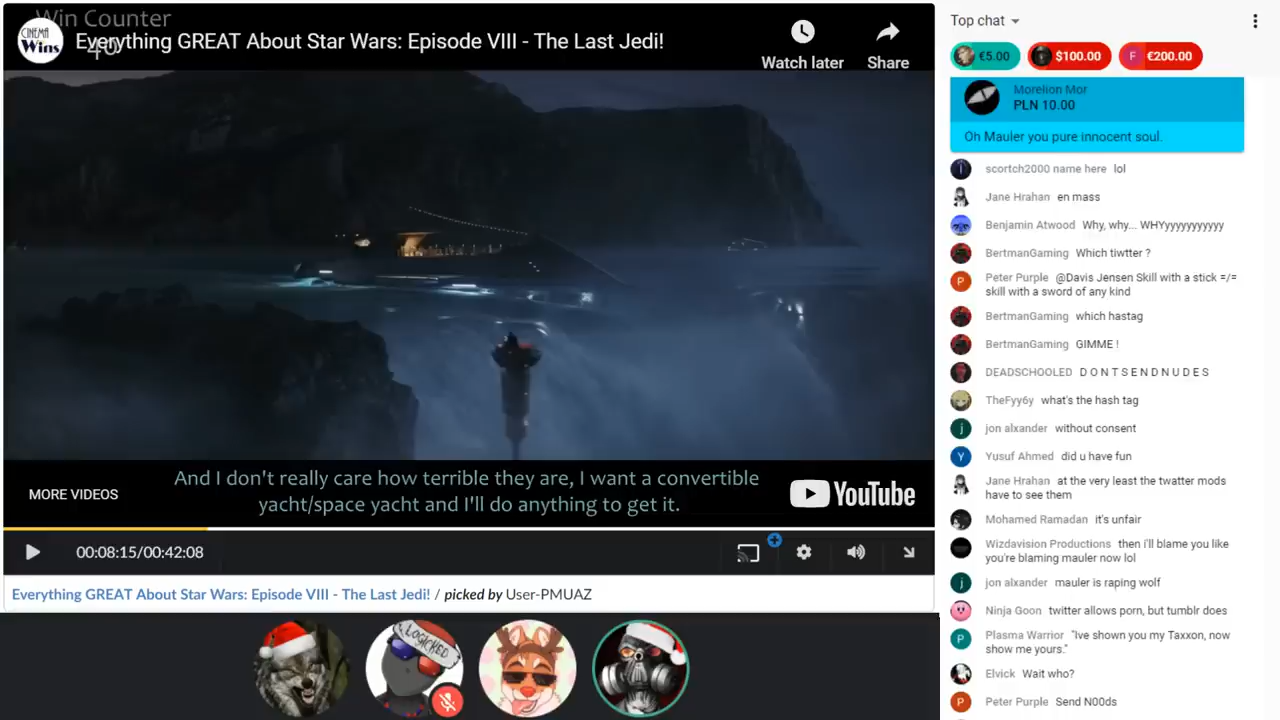 Win Counter
40
CINEMA
Wins
Everything GREAT About Star Wars: Episode VIII - The Last Jedi!
Watch later
Share
And I don't really care how terrible they are, I want a convertible
yacht/space yacht and I'll do anything to get it.
MORE VIDEOS
YouTube
00:08:15/00:42:08
Everything GREAT About Star Wars: Episode VIII - The Last Jedi! / picked by User-PMUAZ
LOGICKED
Top chat
€5.00
$100.00
F €200.00
Morelion Mor
PLN 10.00
Oh Mauler you pure innocent soul.
scortch2000 name here lol
Jane Hrahan en mass
Benjamin Atwood Why, why... WHYyyyyyyyyyy
BertmanGaming Which tiwtter ?
P Peter Purple @Davis Jensen Skill with a stick =/=
skill with a sword of any kind
BertmanGaming which hastag
BertmanGaming GIMME !
DEADSCHOOLED D O N T S E N D N U D E S
TheFyy6y what's the hash tag
j jon alxander without consent
Y Yusuf Ahmed did u have fun
Jane Hrahan at the very least the twatter mods
have to see them
Mohamed Ramadan it's unfair
Wizdavision Productions then i'll blame you like
you're blaming mauler now lol
j jon alxander mauler is raping wolf
Ninja Goon twitter allows porn, but tumblr does
P Plasma Warrior "Ive shown you my Taxxon, now
show me yours."
Elvick Wait who?
P Peter Purple Send N00ds